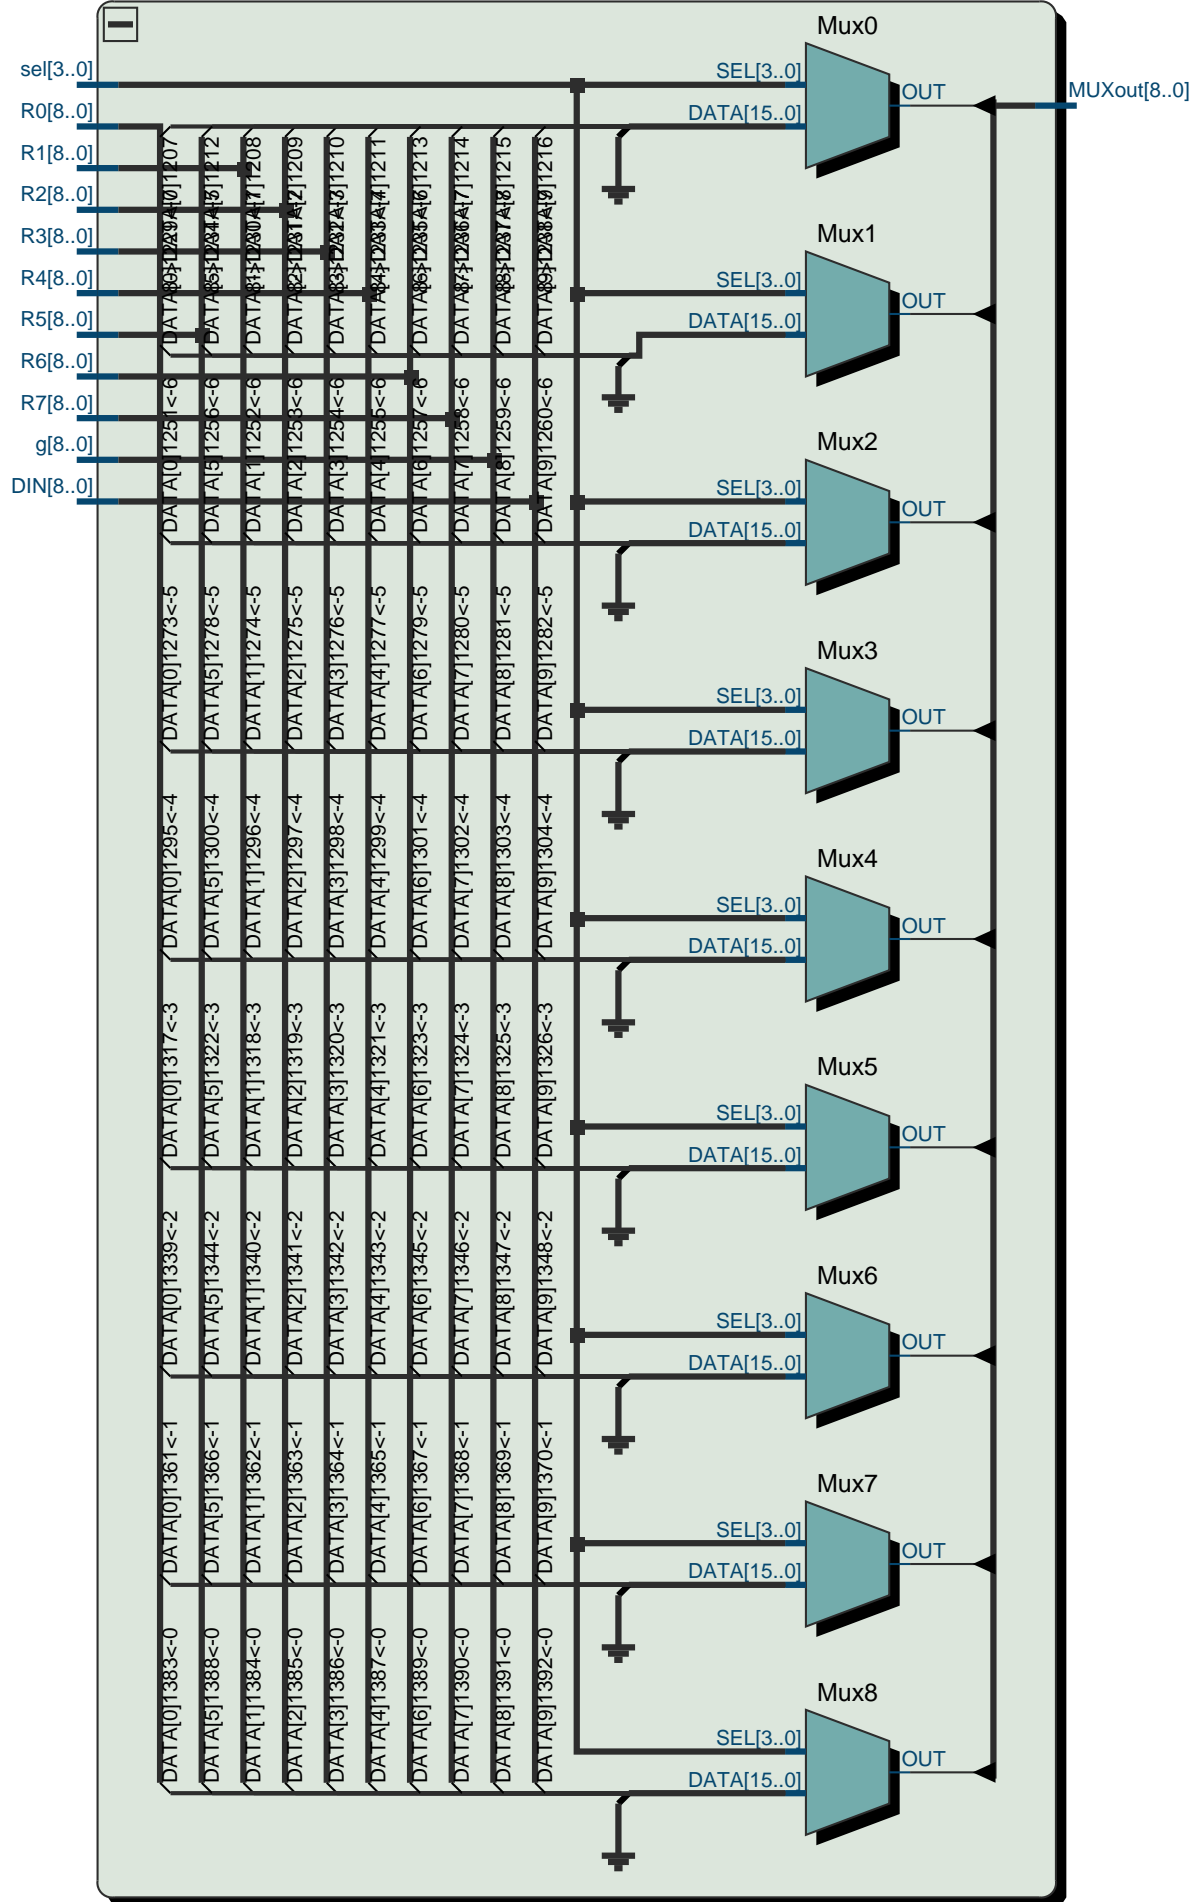 Mux0
sel[3..0]
SEL[3..0]
OUT
MUXout[8..0]
R0[8..0]
DATA[15..0]
R1[8..0]
R2[8..0]
R3[8..0]
R4[8..0]
R5[8..0]
R6[8..0]
R7[8..0]
g[8..0]
DIN[8..0]
Mux1
SEL[3..0]
OUT
DATA[15..0]
DATA[0]1251<-6
DATA[5]1256<-6
DATA[1]1252<-6
DATA[2]1253<-6
DATA[3]1254<-6
DATA[4]1255<-6
DATA[6]1257<-6
DATA[7]1258<-6
DATA[8]1259<-6
DATA[9]1260<-6
Mux2
SEL[3..0]
OUT
DATA[15..0]
DATA[0]1273<-5
DATA[5]1278<-5
DATA[1]1274<-5
DATA[2]1275<-5
DATA[3]1276<-5
DATA[4]1277<-5
DATA[6]1279<-5
DATA[7]1280<-5
DATA[8]1281<-5
DATA[9]1282<-5
Mux3
SEL[3..0]
OUT
DATA[15..0]
DATA[0]1295<-4
DATA[5]1300<-4
DATA[1]1296<-4
DATA[2]1297<-4
DATA[3]1298<-4
DATA[4]1299<-4
DATA[6]1301<-4
DATA[7]1302<-4
DATA[8]1303<-4
DATA[9]1304<-4
Mux4
SEL[3..0]
OUT
DATA[15..0]
DATA[0]1317<-3
DATA[5]1322<-3
DATA[1]1318<-3
DATA[2]1319<-3
DATA[3]1320<-3
DATA[4]1321<-3
DATA[6]1323<-3
DATA[7]1324<-3
DATA[8]1325<-3
DATA[9]1326<-3
Mux5
SEL[3..0]
OUT
DATA[15..0]
DATA[0]1339<-2
DATA[5]1344<-2
DATA[1]1340<-2
DATA[2]1341<-2
DATA[3]1342<-2
DATA[4]1343<-2
DATA[6]1345<-2
DATA[7]1346<-2
DATA[8]1347<-2
DATA[9]1348<-2
Mux6
SEL[3..0]
OUT
DATA[15..0]
DATA[0]1361<-1
DATA[5]1366<-1
DATA[1]1362<-1
DATA[2]1363<-1
DATA[3]1364<-1
DATA[4]1365<-1
DATA[6]1367<-1
DATA[7]1368<-1
DATA[8]1369<-1
DATA[9]1370<-1
Mux7
SEL[3..0]
OUT
DATA[15..0]
DATA[0]1383<-0
DATA[5]1388<-0
DATA[1]1384<-0
DATA[2]1385<-0
DATA[3]1386<-0
DATA[4]1387<-0
DATA[6]1389<-0
DATA[7]1390<-0
DATA[8]1391<-0
DATA[9]1392<-0
Mux8
SEL[3..0]
OUT
DATA[15..0]